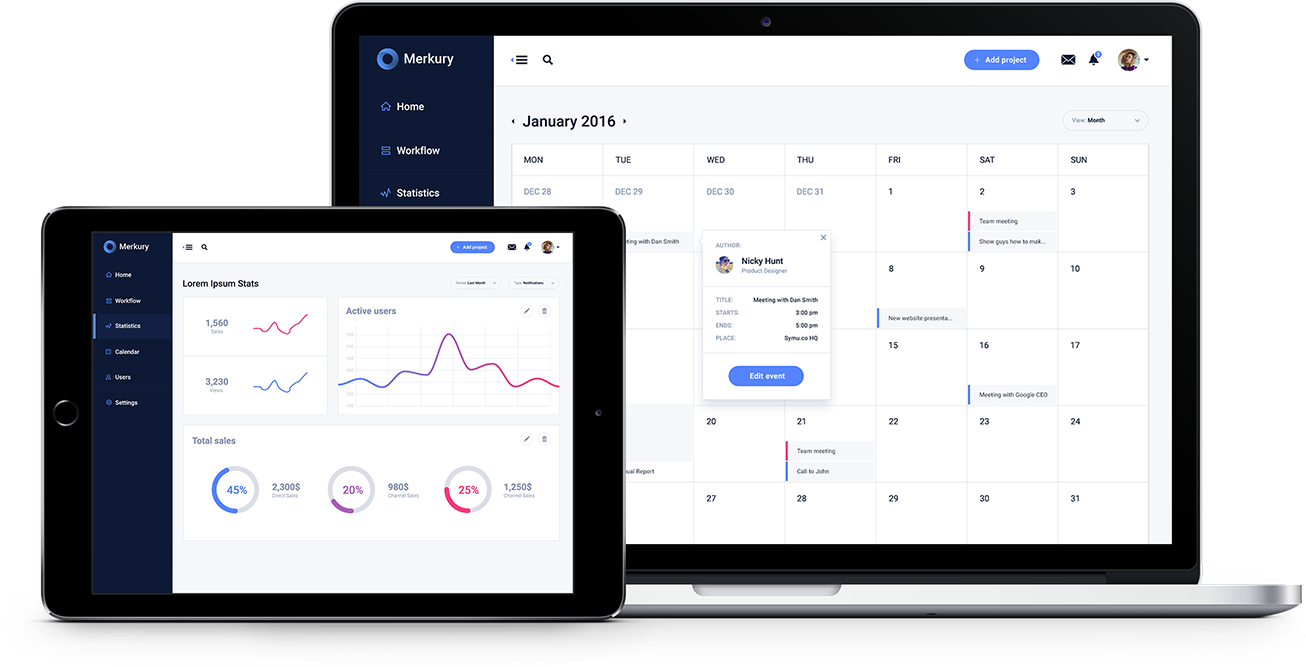 Merkury
+ Add project
3
Home
January 2016
View: Month
Workflow
MON TUE WED THU FRI SAT SUN
Statistics
DEC 28 DEC 29 DEC 30 DEC 31 1 2 3
Team meeting
ting with Dan Smith
Show guys how to mak...
AUTHOR:
Nicky Hunt
Product Designer
8 9 10
TITLE: Meeting with Dan Smith
STARTS: 3:00 pm
New website presenta...
ENDS: 5:00 pm
PLACE: Symu.co HQ
15 16 17
Edit event
Meeting with Google CEO
20 21 22 23 24
Team meeting
ual Report
Call to John
27 28 29 30 31
Merkury
+ Add project
Home
Lorem Ipsum Stats
Period: Last Month
Type: Notifications
Workflow
Statistics
Calendar
Users
Settings
1,560
Sales
3,230
Views
Active users
Total sales
45%
2,300$
Direct Sales
20%
980$
Channel Sales
25%
1,250$
Channel Sales